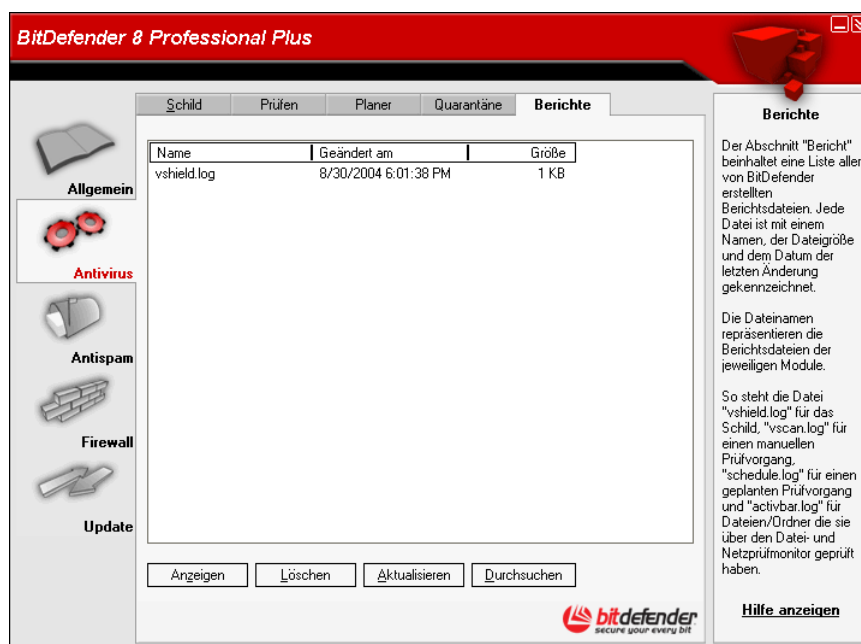 BitDefender 8 Professional Plus
Schild
Prüfen
Planer
Quarantäne
Berichte
Allgemein
Antivirus
Antispam
Firewall
Update
Name
Geändert am
Größe
vshield.log
8/30/2004 6:01:38 PM
1 KB
Anzeigen
Löschen
Aktualisieren
Durchsuchen
bitdefender
secure your every bit
Berichte
Der Abschnitt "Bericht"
beinhaltet eine Liste aller
von BitDefender
erstellten
Berichtsdateien. Jede
Datei ist mit einem
Namen, der Dateigröße
und dem Datum der
letzten Änderung
gekennzeichnet.
Die Dateinamen
repräsentieren die
Berichtsdateien der
jeweiligen Module.
So steht die Datei
"vshield.log" für das
Schild, "vscan.log" für
einen manuellen
Prüfvorgang,
"schedule.log" für einen
geplanten Prüfvorgang
und "activbar.log" für
Dateien/Ordner die sie
über den Datei- und
Netzprüfmonitor geprüft
haben.
Hilfe anzeigen